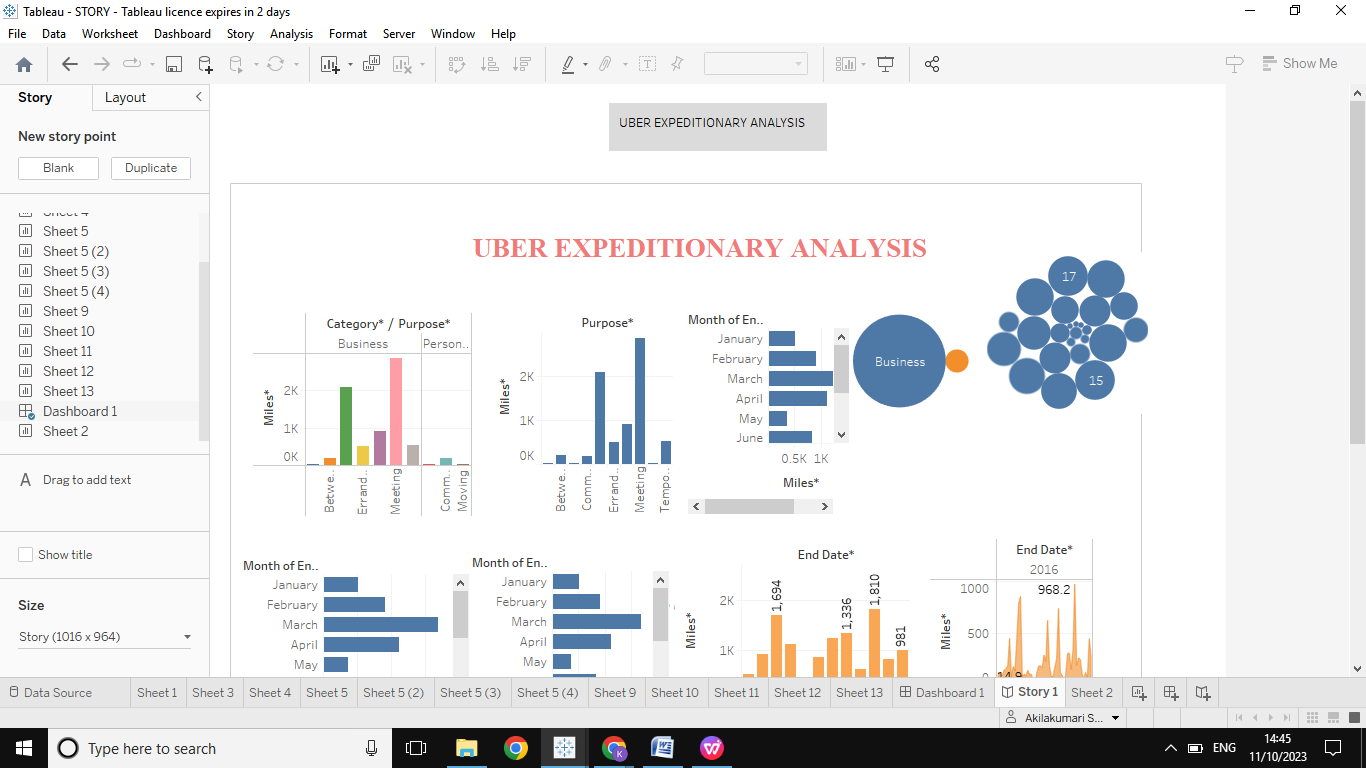 Tableau - STORY - Tableau licence expires in 2 days
File Data Worksheet Dashboard Story Analysis Format Server Window Help
Show Me
Story Layout
New story point
Blank Duplicate
Sheet 4
Sheet 5
Sheet 5 (2)
Sheet 5 (3)
Sheet 5 (4)
Sheet 9
Sheet 10
Sheet 11
Sheet 12
Sheet 13
Dashboard 1
Sheet 2
A Drag to add text
Show title
Size
Story (1016 x 964)
UBER EXPEDITIONARY ANALYSIS
UBER EXPEDITIONARY ANALYSIS
Category* / Purpose*
Business Person..
Miles*
2K
1K
0K
Betwe..
Errand..
Meeting
Comm..
Moving
Purpose*
Miles*
2K
1K
0K
Betwe..
Comm..
Errand..
Meeting
Tempo..
Month of En..
January
February
March
April
May
June
0.5K 1K
Miles*
Business
17
15
Month of En..
January
February
March
April
May
Month of En..
January
February
March
April
May
End Date*
Miles*
2K
1K
1,694
1,336
1,810
981
End Date*
2016
Miles*
1000
500
0
968.2
14.9
Data Source Sheet 1 Sheet 3 Sheet 4 Sheet 5 Sheet 5 (2) Sheet 5 (3) Sheet 5 (4) Sheet 9 Sheet 10 Sheet 11 Sheet 12 Sheet 13 Dashboard 1 Story 1 Sheet 2
Akilakumari S...
Type here to search
K
W
ENG
14:45
11/10/2023